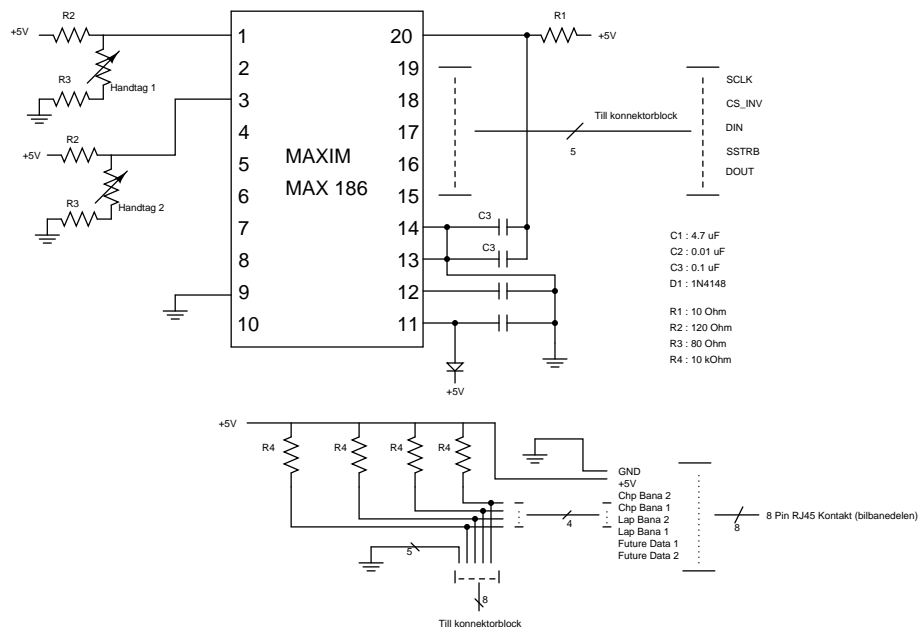 R2
+5V
R3
Handtag 1
R2
+5V
R3
Handtag 2
1
2
3
4
5
6
7
8
9
10
MAXIM
MAX 186
20
19
18
17
16
15
14
13
12
11
R1
+5V
Till konnektorblock
5
SCLK
CS_INV
DIN
SSTRB
DOUT
C3
C3
+5V
C1 : 4.7 uF
C2 : 0.01 uF
C3 : 0.1 uF
D1 : 1N4148
R1 : 10 Ohm
R2 : 120 Ohm
R3 : 80 Ohm
R4 : 10 kOhm
+5V
R4
R4
R4
R4
GND
+5V
Chp Bana 2
Chp Bana 1
Lap Bana 2
Lap Bana 1
Future Data 1
Future Data 2
4
8
8 Pin RJ45 Kontakt (bilbanedelen)
5
8
Till konnektorblock